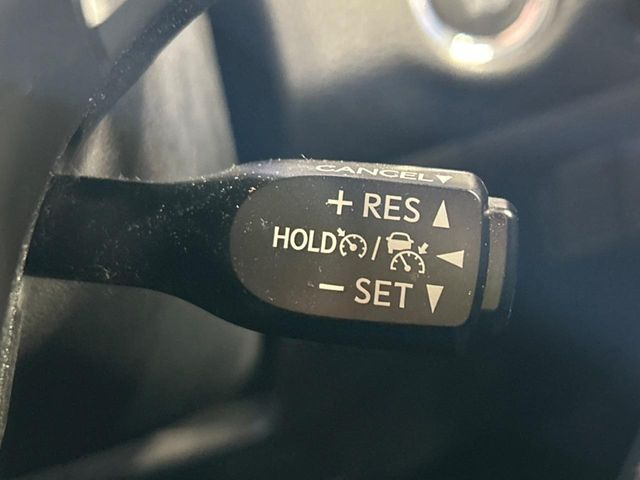 CANCEL
+ RES
HOLD /
- SET